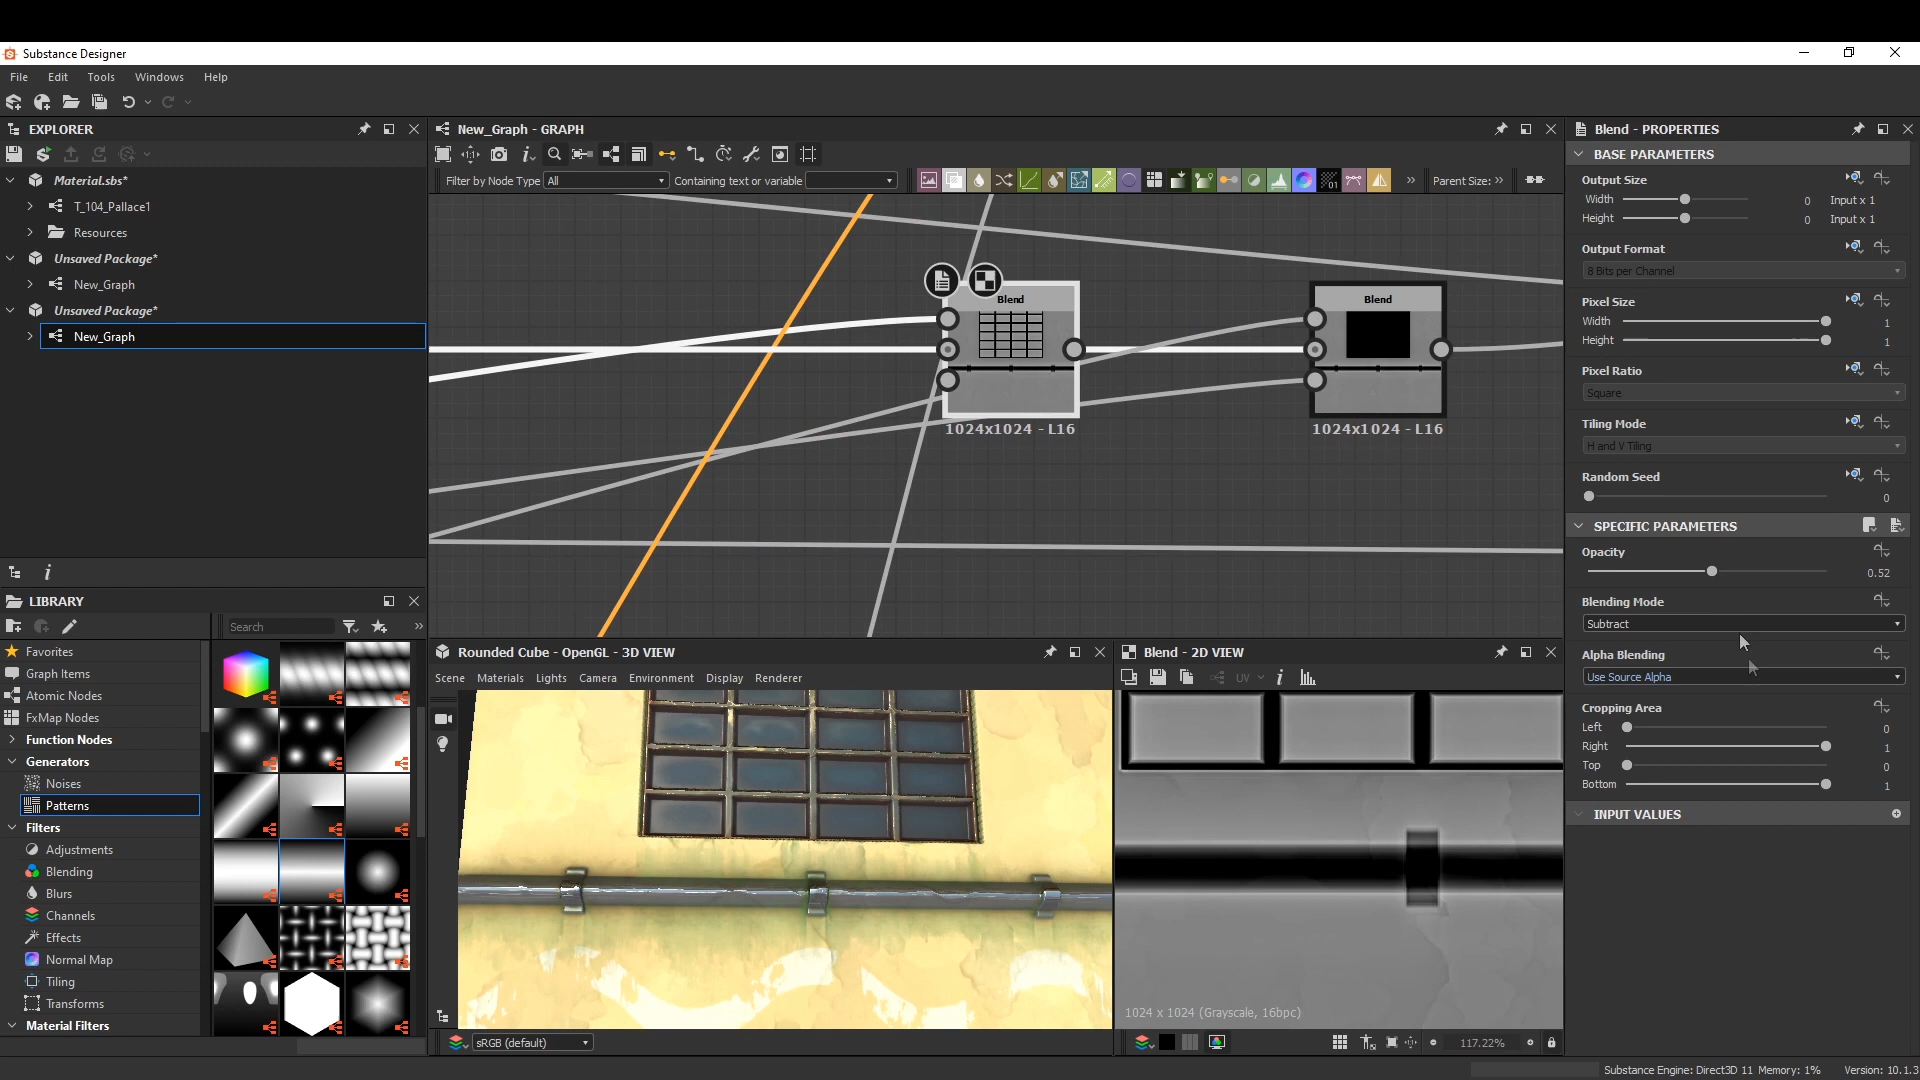 Substance Designer
File Edit Tools Windows Help
EXPLORER
Material.sbs*
T_104_Pallace1
Resources
Unsaved Package*
New_Graph
Unsaved Package*
New_Graph
LIBRARY
Search
Favorites
Graph Items
Atomic Nodes
FxMap Nodes
Function Nodes
Generators
Noises
Patterns
Filters
Adjustments
Blending
Blurs
Channels
Effects
Normal Map
Tiling
Transforms
Material Filters
New_Graph - GRAPH
Filter by Node Type All Containing text or variable
01
Parent Size:
Blend
1024x1024 - L16
Blend
1024x1024 - L16
Rounded Cube - OpenGL - 3D VIEW
Scene Materials Lights Camera Environment Display Renderer
sRGB (default)
Blend - 2D VIEW
UV
1024 x 1024 (Grayscale, 16bpc)
117.22%
Blend - PROPERTIES
BASE PARAMETERS
Output Size
Width 0 Input x 1
Height 0 Input x 1
Output Format
8 Bits per Channel
Pixel Size
Width 1
Height 1
Pixel Ratio
Square
Tiling Mode
H and V Tiling
Random Seed
0
SPECIFIC PARAMETERS
Opacity
0.52
Blending Mode
Subtract
Alpha Blending
Use Source Alpha
Cropping Area
Left 0
Right 1
Top 0
Bottom 1
INPUT VALUES
Substance Engine: Direct3D 11 Memory: 1% Version: 10.1.3